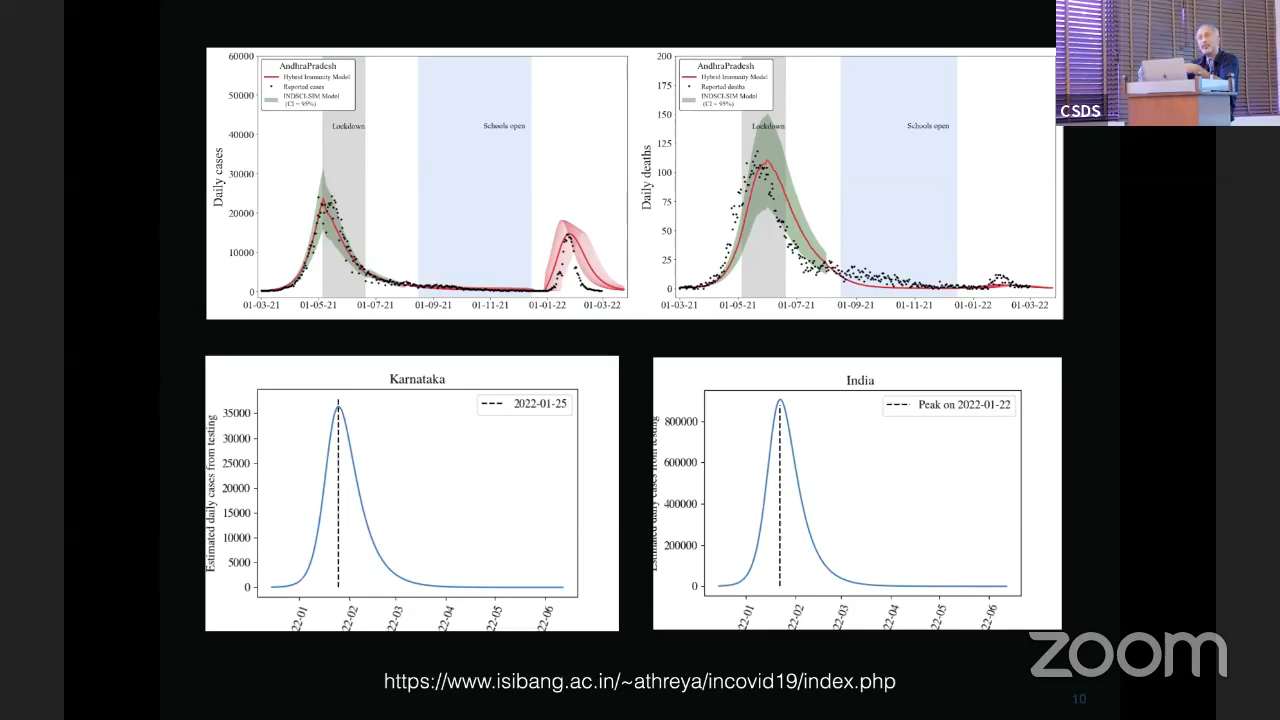 60000
50000
40000
30000
20000
10000
0
Daily cases
AndhraPradesh
Hybrid Immunity Model
Reported cases
INDSCI-SIM Model
(CI = 95%)
Lockdown
Schools open
01-03-21
01-05-21
01-07-21
01-09-21
01-11-21
01-01-22
01-03-22
200
175
150
125
100
75
50
25
0
Daily deaths
AndhraPradesh
Hybrid Immunity Model
Reported deaths
INDSCI-SIM Model
(CI = 95%)
Lockdown
Schools open
01-03-21
01-05-21
01-07-21
01-09-21
01-11-21
01-01-22
01-03-22
CSDS
Karnataka
2022-01-25
Estimated daily cases from testing
35000
30000
25000
20000
15000
10000
5000
0
22-01
22-02
22-03
22-04
22-05
22-06
India
Peak on 2022-01-22
Estimated daily cases from testing
800000
600000
400000
200000
0
22-01
22-02
22-03
22-04
22-05
22-06
https://www.isibang.ac.in/~athreya/incovid19/index.php
zoom
10